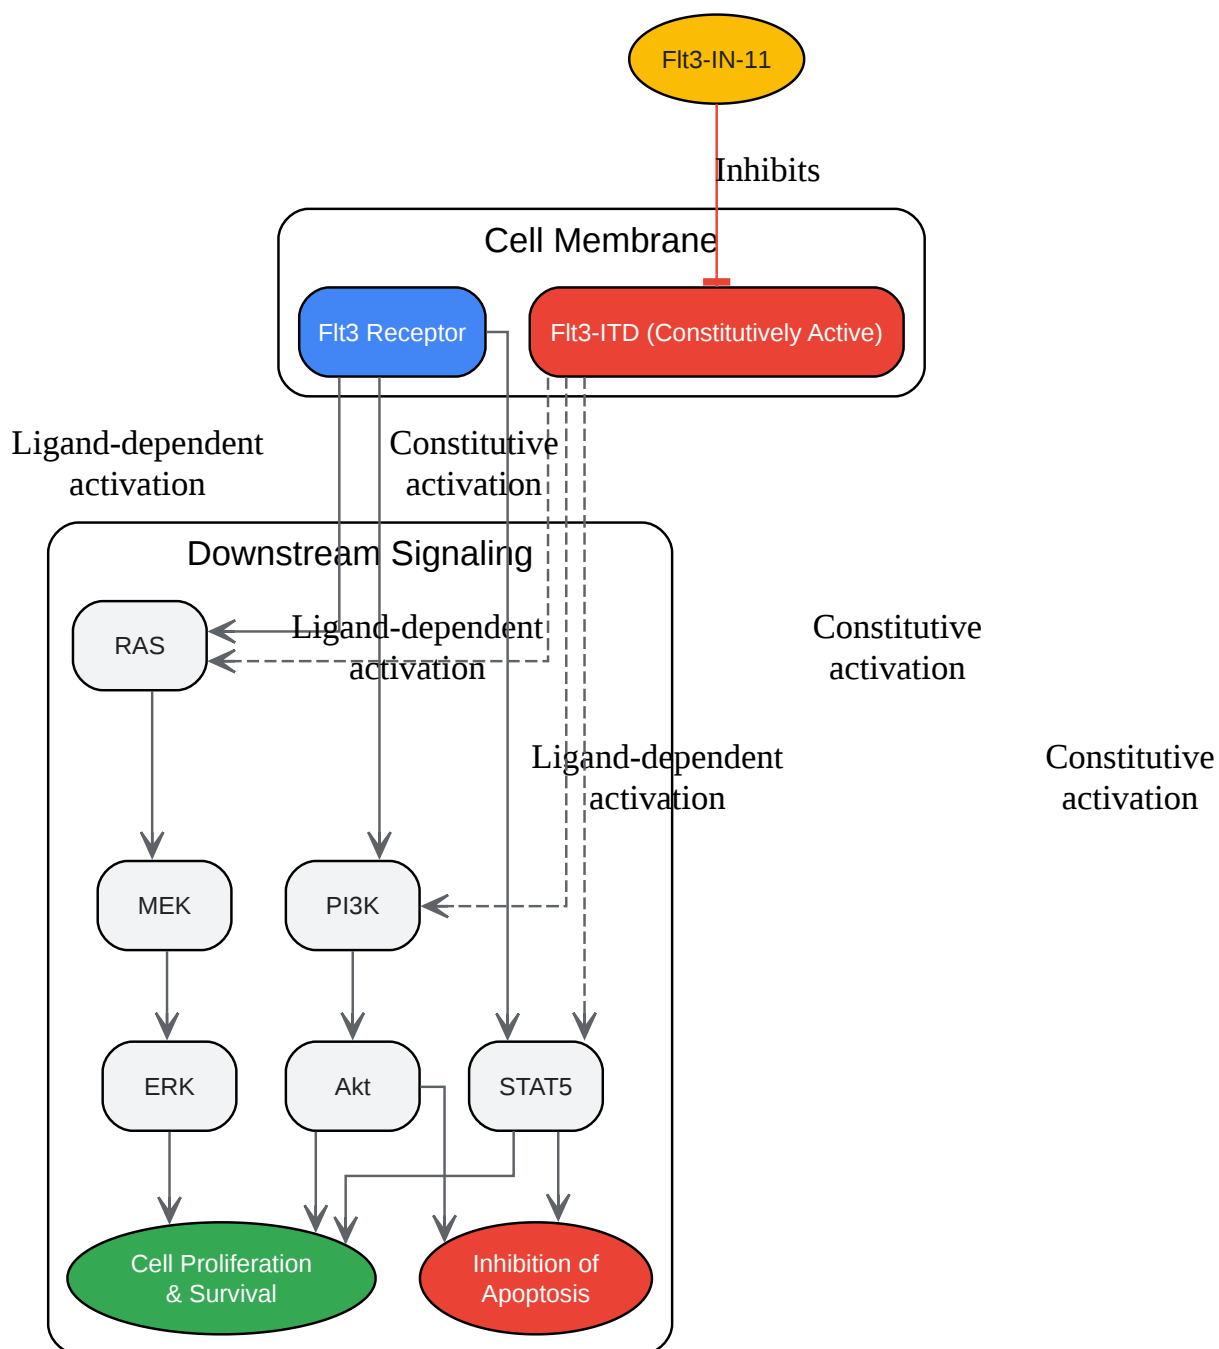 Flt3-IN-11
Inhibits
Cell Membrane
Flt3 Receptor
Flt3-ITD (Constitutively Active)
Ligand-dependent
activation
Constitutive
activation
Downstream Signaling
RAS
Ligand-dependent
activation
Constitutive
activation
Ligand-dependent
activation
Constitutive
activation
MEK
PI3K
ERK
Akt
STAT5
Cell Proliferation
& Survival
Inhibition of
Apoptosis